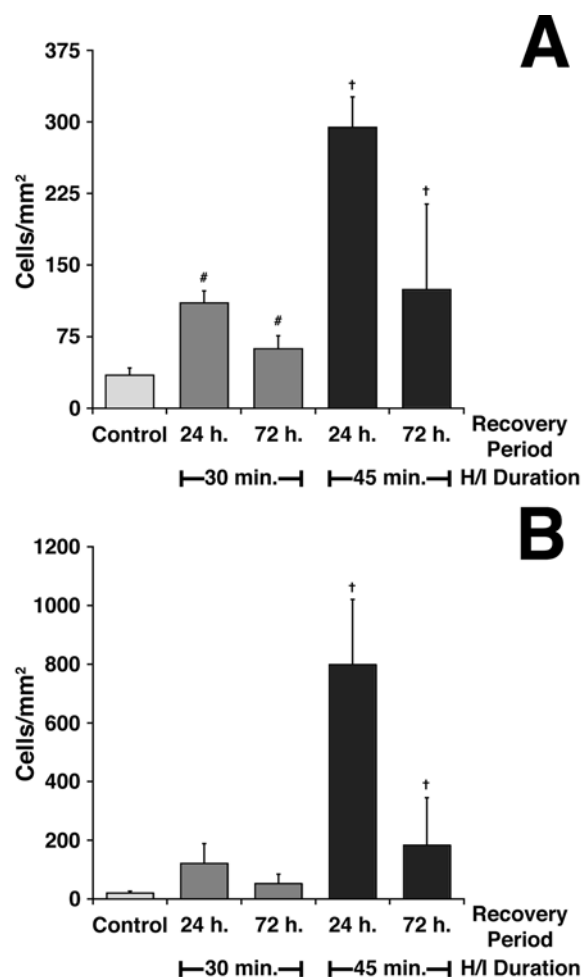 A
375
300
225
150
75
0
Cells/mm²
†
†
#
#
Control 24 h. 72 h. 24 h. 72 h. Recovery Period
30 min. 45 min. H/I Duration
B
1200
1000
800
600
400
200
0
Cells/mm²
†
†
Control 24 h. 72 h. 24 h. 72 h. Recovery Period
30 min. 45 min. H/I Duration